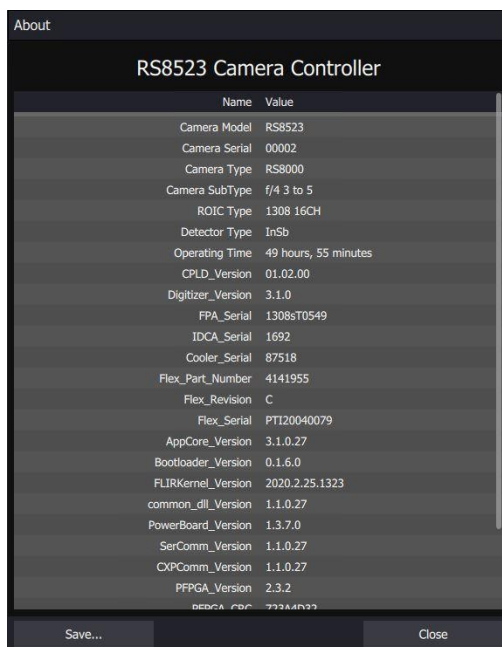 About
RS8523 Camera Controller
Name Value
Camera Model RS8523
Camera Serial 00002
Camera Type RS8000
Camera SubType f/4 3 to 5
ROIC Type 1308 16CH
Detector Type InSb
Operating Time 49 hours, 55 minutes
CPLD_Version 01.02.00
Digitizer_Version 3.1.0
FPA_Serial 1308sT0549
IDCA_Serial 1692
Cooler_Serial 87518
Flex_Part_Number 4141955
Flex_Revision C
Flex_Serial PTI20040079
AppCore_Version 3.1.0.27
Bootloader_Version 0.1.6.0
FLIRKernel_Version 2020.2.25.1323
common_dll_Version 1.1.0.27
PowerBoard_Version 1.3.7.0
SerComm_Version 1.1.0.27
CXPComm_Version 1.1.0.27
PFPGA_Version 2.3.2
PFPGA_CRC 723A4D32
Save... Close